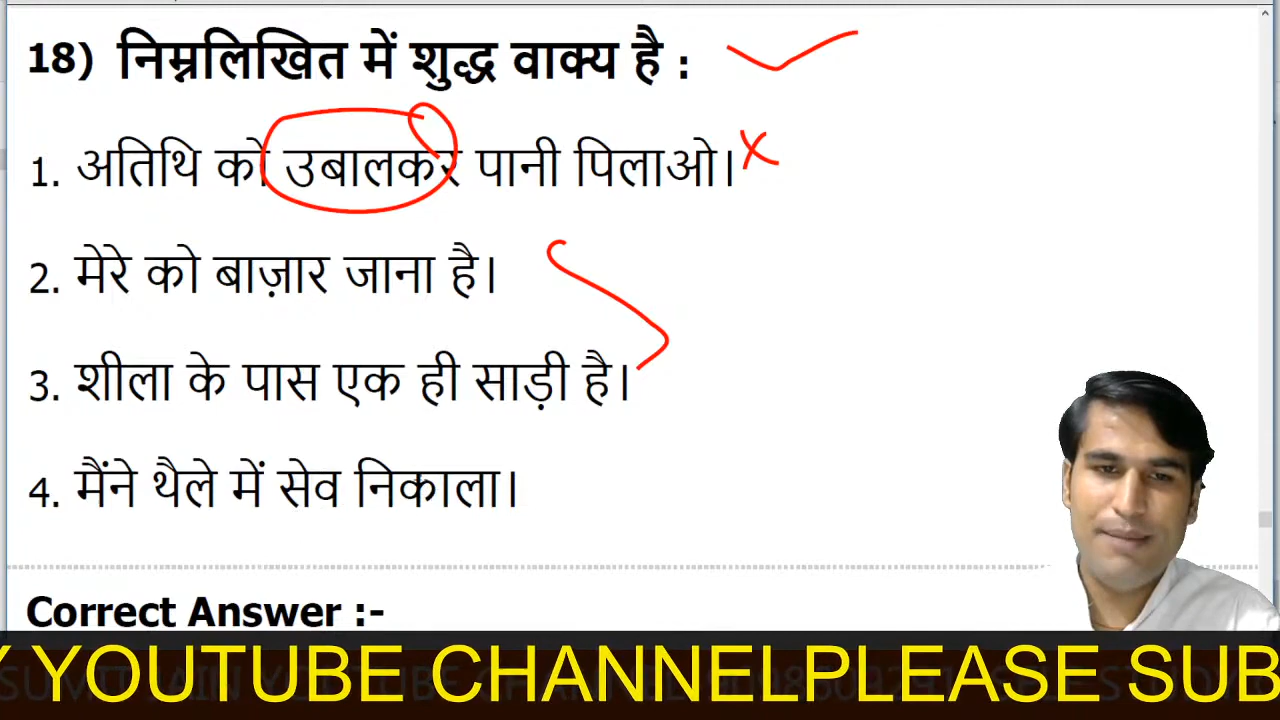 18) निम्नलिखित में शुद्ध वाक्य है :
1. अतिथि को उबालकर पानी पिलाओ।
2. मेरे को बाज़ार जाना है।
3. शीला के पास एक ही साड़ी है।
4. मैंने थैले में सेव निकाला।
Correct Answer :-
Y YOUTUBE CHANNELPLEASE SUB